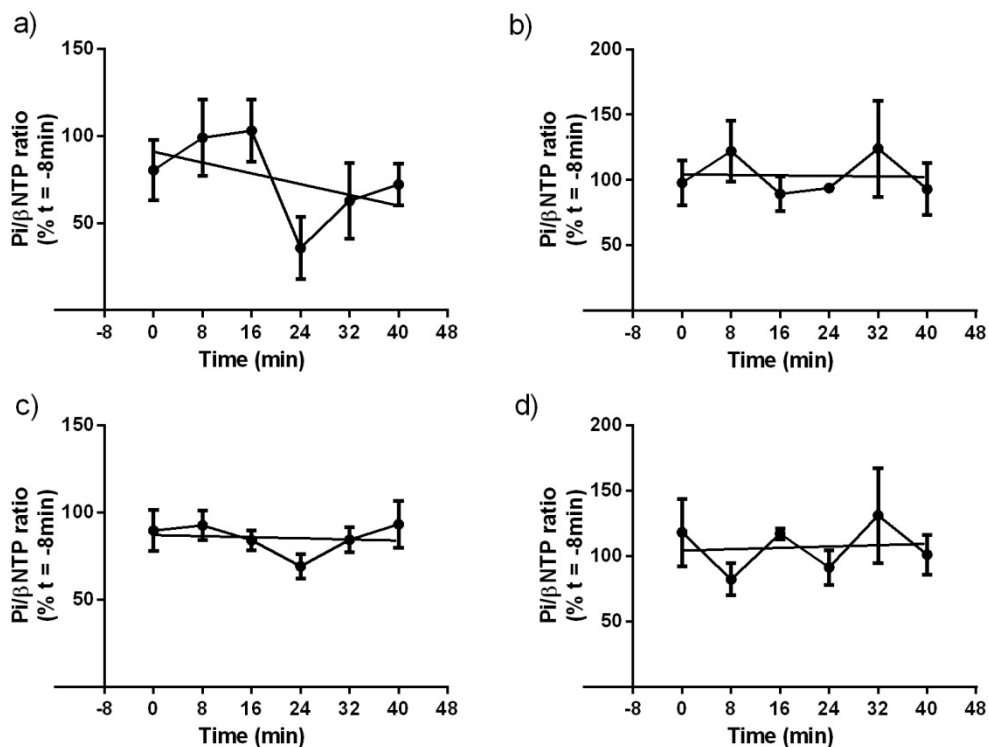 a)
150
100
50
Pi/βNTP ratio
(% t = -8min)
-8 0 8 16 24 32 40 48
Time (min)
b)
200
150
100
50
Pi/βNTP ratio
(% t = -8min)
-8 0 8 16 24 32 40 48
Time (min)
c)
150
100
50
Pi/βNTP ratio
(% t = -8min)
-8 0 8 16 24 32 40 48
Time (min)
d)
200
150
100
50
Pi/βNTP ratio
(% t = -8min)
-8 0 8 16 24 32 40 48
Time (min)